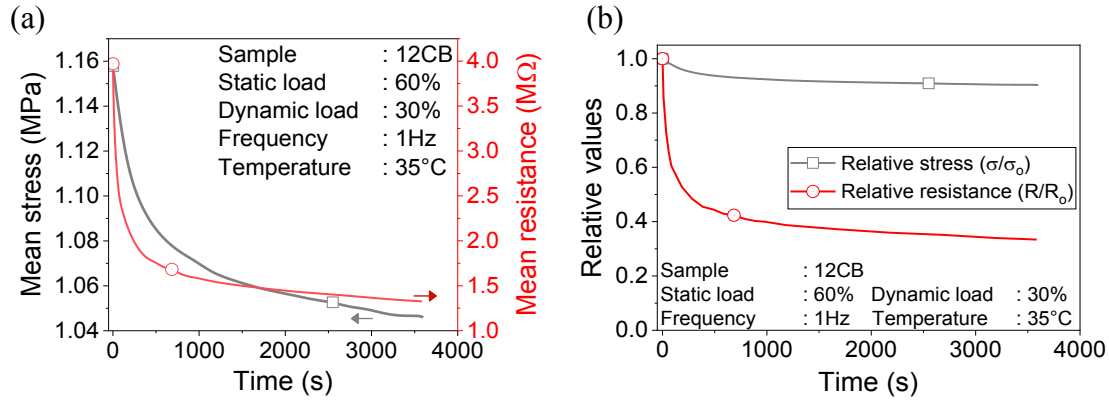 (a)
Mean stress (MPa)
1.16
1.14
1.12
1.10
1.08
1.06
1.04
Sample : 12CB
Static load : 60%
Dynamic load : 30%
Frequency : 1Hz
Temperature : 35°C
4.0
3.5
3.0
2.5
2.0
1.5
1.0
Mean resistance (MΩ)
0 1000 2000 3000 4000
Time (s)
(b)
Relative values
1.0
0.8
0.6
0.4
0.2
0.0
Relative stress (σ/σo)
Relative resistance (R/Ro)
Sample : 12CB
Static load : 60% Dynamic load : 30%
Frequency : 1Hz Temperature : 35°C
0 1000 2000 3000 4000
Time (s)